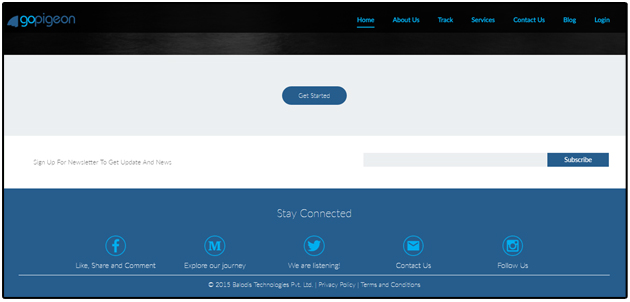 gopigeon
Home About Us Track Services Contact Us Blog Login
Get Started
Sign Up For Newsletter To Get Update And News
Subscribe
Stay Connected
Like, Share and Comment Explore our journey We are listening! Contact Us Follow Us
© 2015 Balodis Technologies Pvt. Ltd. | Privacy Policy | Terms and Conditions